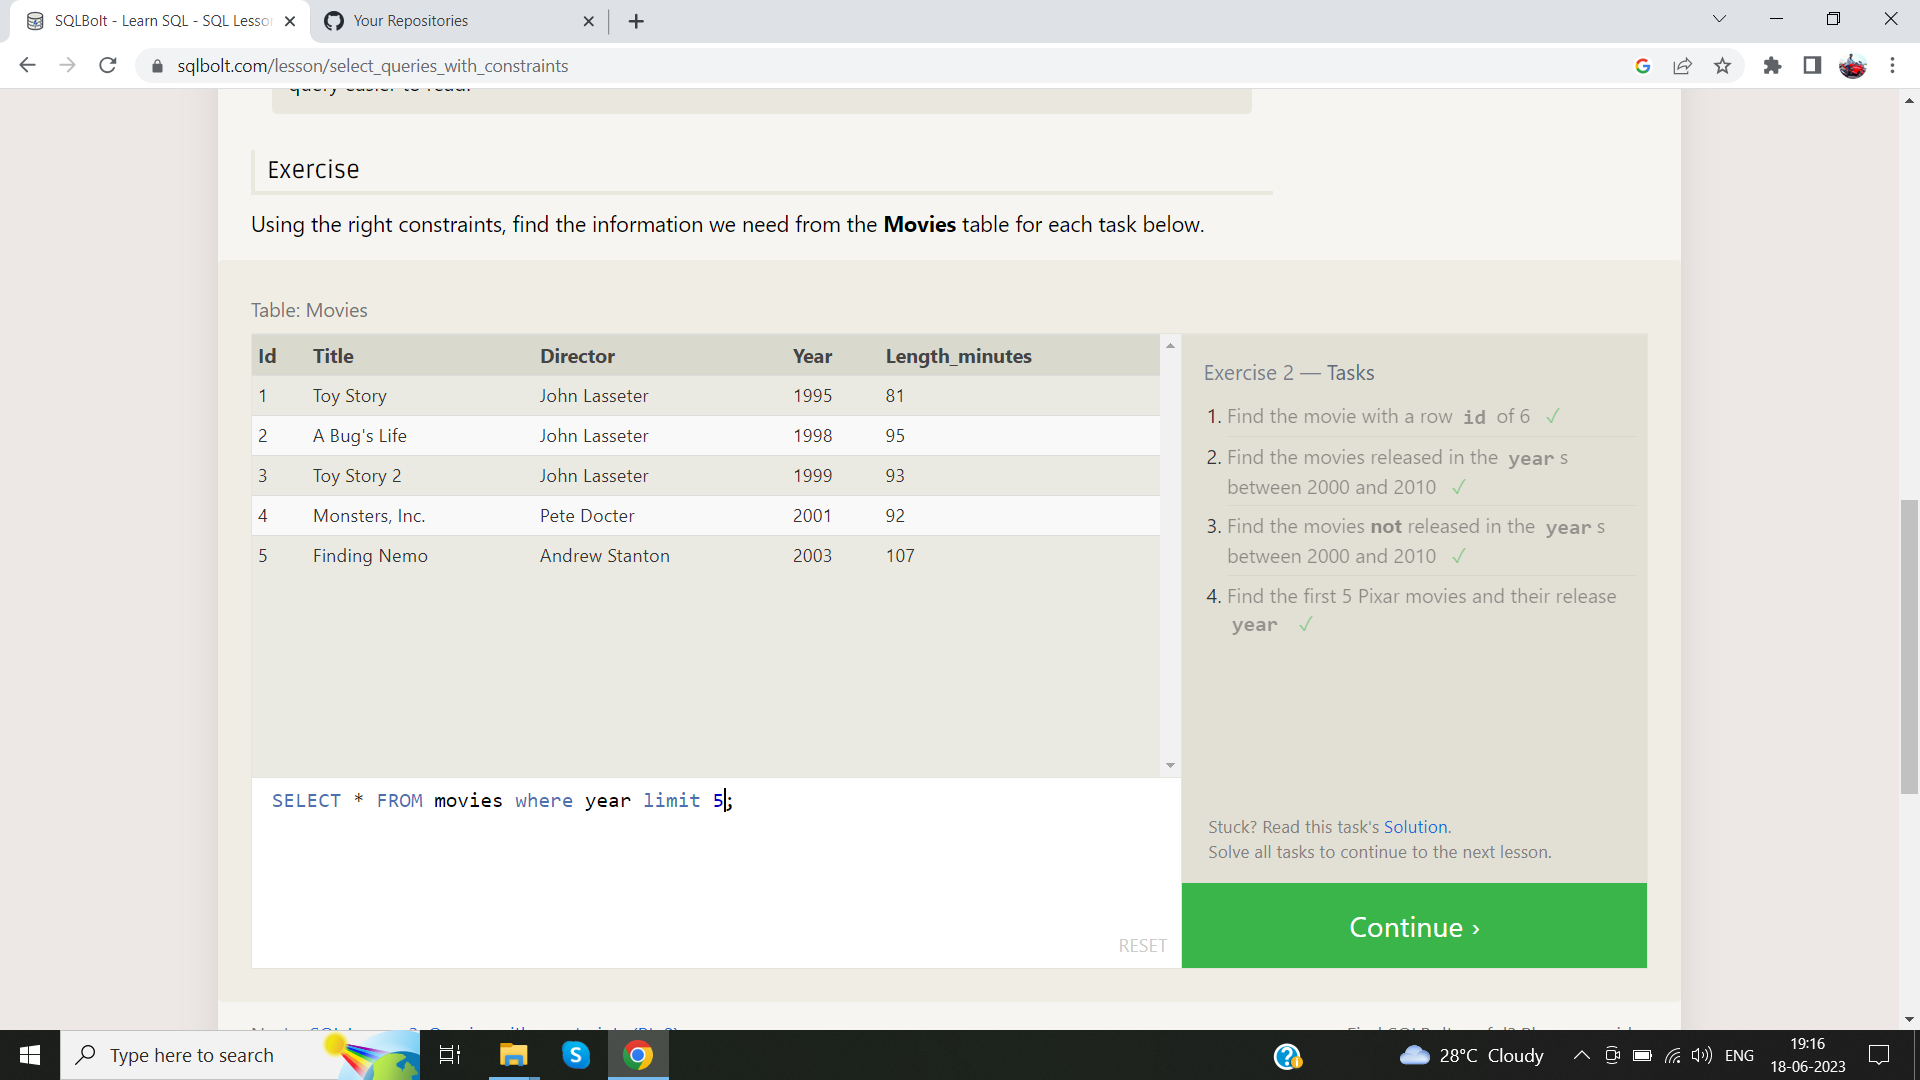 SQLBolt - Learn SQL - SQL Lesso
Your Repositories
sqlbolt.com/lesson/select_queries_with_constraints
query easier to read.
Exercise
Using the right constraints, find the information we need from the Movies table for each task below.
Table: Movies
Id Title Director Year Length_minutes
1 Toy Story John Lasseter 1995 81
2 A Bug's Life John Lasseter 1998 95
3 Toy Story 2 John Lasseter 1999 93
4 Monsters, Inc. Pete Docter 2001 92
5 Finding Nemo Andrew Stanton 2003 107
SELECT * FROM movies where year limit 5;
RESET
Exercise 2 — Tasks
1. Find the movie with a row id of 6 ✓
2. Find the movies released in the year s
between 2000 and 2010 ✓
3. Find the movies not released in the year s
between 2000 and 2010 ✓
4. Find the first 5 Pixar movies and their release
year ✓
Stuck? Read this task's Solution.
Solve all tasks to continue to the next lesson.
Continue ›
Type here to search
28°C Cloudy
ENG
19:16
18-06-2023